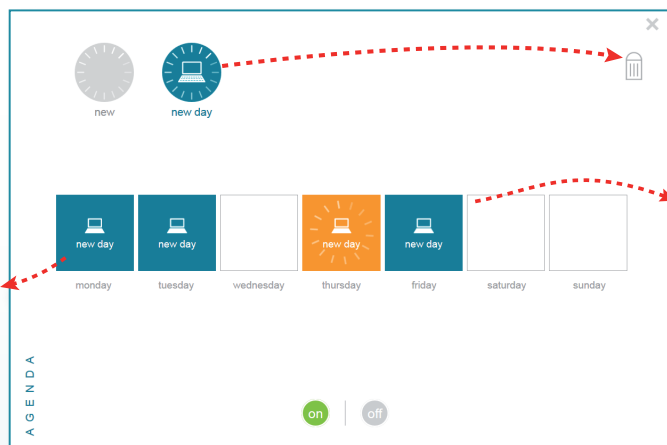 new
new day
new day
new day
new day
new day
monday
tuesday
wednesday
thursday
friday
saturday
sunday
AGENDA
on
off